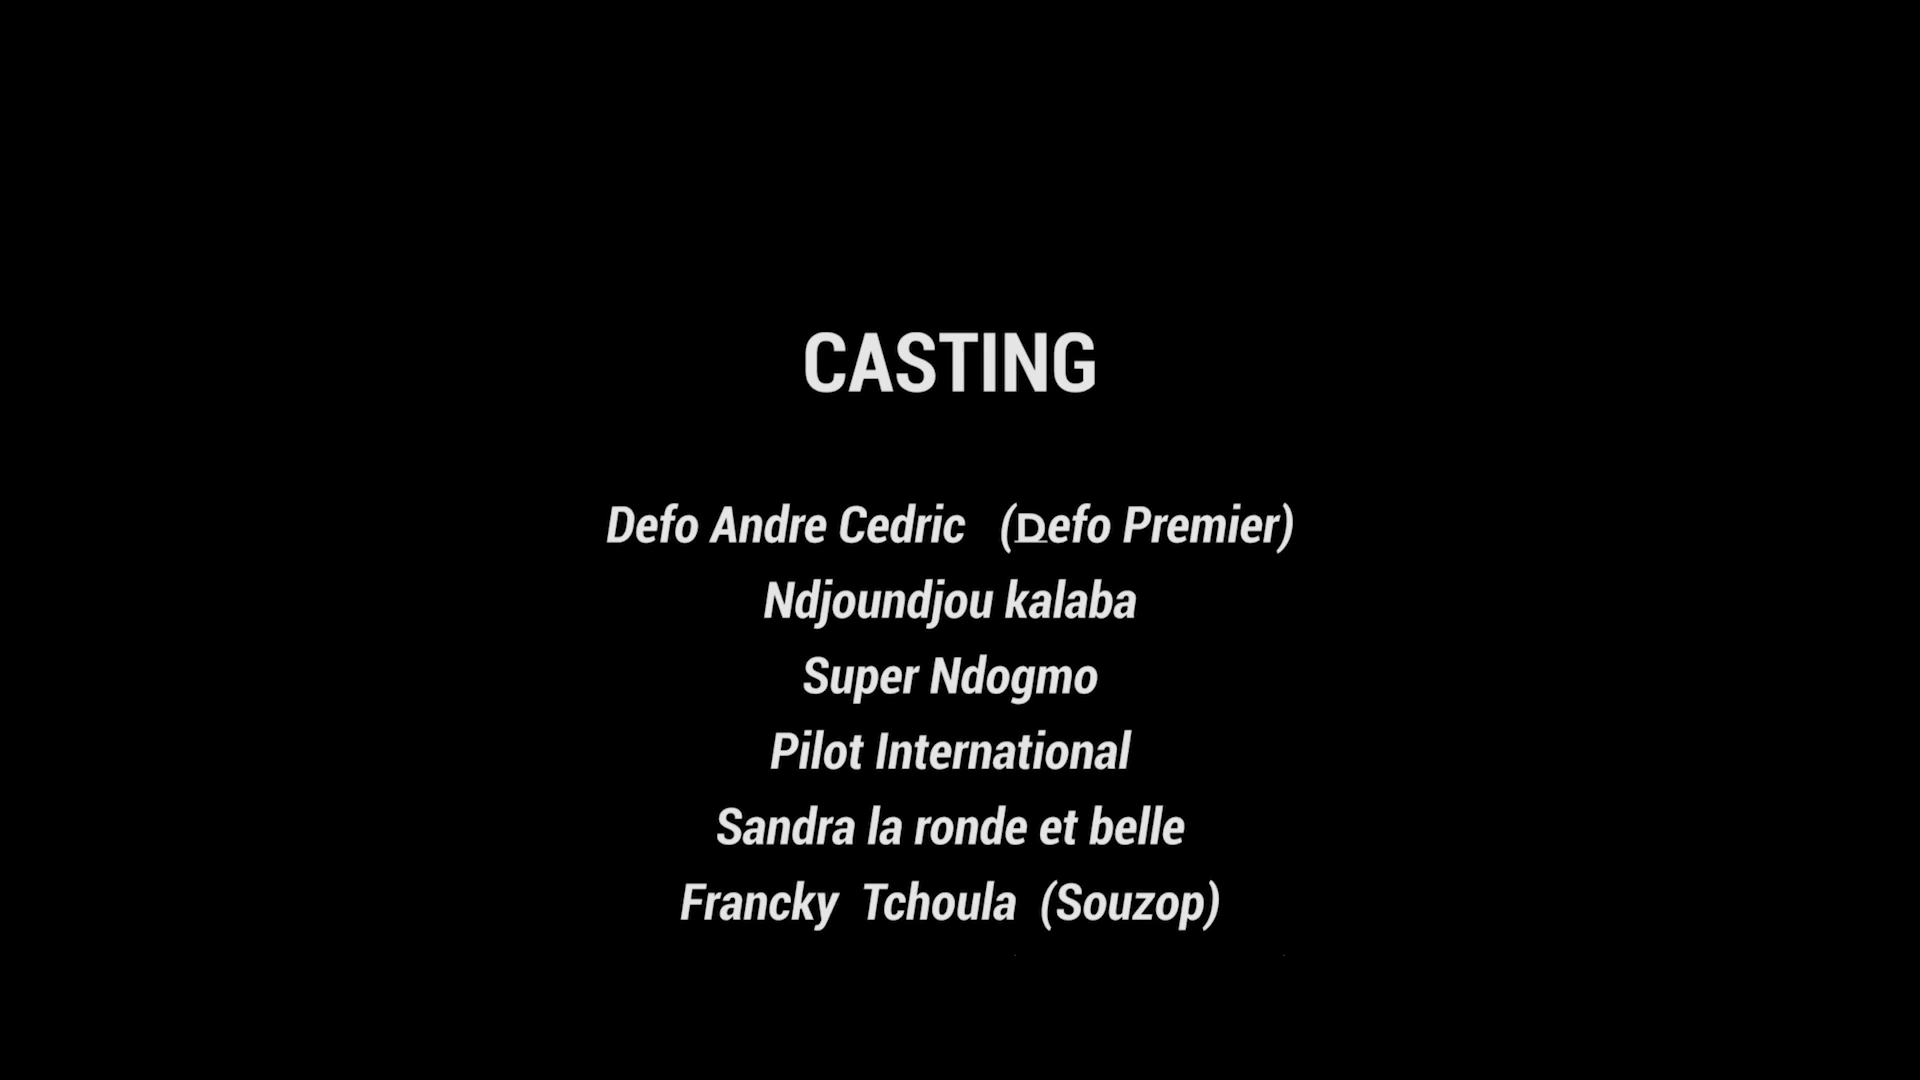 CASTING
Defo Andre Cedric (Defo Premier)
Ndjoundjou kalaba
Super Ndogmo
Pilot International
Sandra la ronde et belle
Francky Tchoula (Souzop)